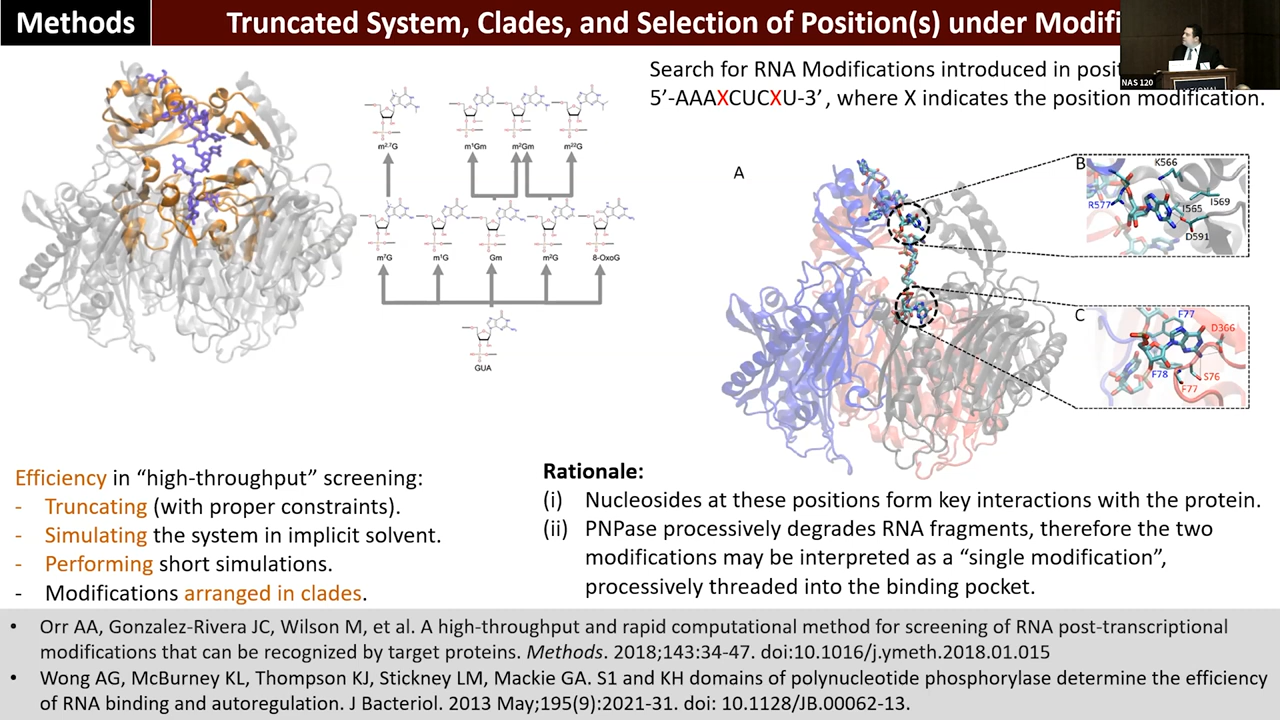 Methods
Truncated System, Clades, and Selection of Position(s) under Modifi
NAS 120
Search for RNA Modifications introduced in posit
5’-AAAXCUCXU-3’, where X indicates the position modification.
m2,7G
m1Gm
m2Gm
m22G
m7G
m1G
Gm
m2G
8-OxoG
GUA
A
B
K566
R577
I565
I569
D591
C
F77
D366
F78
S76
F77
Efficiency in “high-throughput” screening:
- Truncating (with proper constraints).
- Simulating the system in implicit solvent.
- Performing short simulations.
- Modifications arranged in clades.
Rationale:
(i) Nucleosides at these positions form key interactions with the protein.
(ii) PNPase processively degrades RNA fragments, therefore the two
modifications may be interpreted as a “single modification”,
processively threaded into the binding pocket.
• Orr AA, Gonzalez-Rivera JC, Wilson M, et al. A high-throughput and rapid computational method for screening of RNA post-transcriptional
modifications that can be recognized by target proteins. Methods. 2018;143:34-47. doi:10.1016/j.ymeth.2018.01.015
• Wong AG, McBurney KL, Thompson KJ, Stickney LM, Mackie GA. S1 and KH domains of polynucleotide phosphorylase determine the efficiency
of RNA binding and autoregulation. J Bacteriol. 2013 May;195(9):2021-31. doi: 10.1128/JB.00062-13.